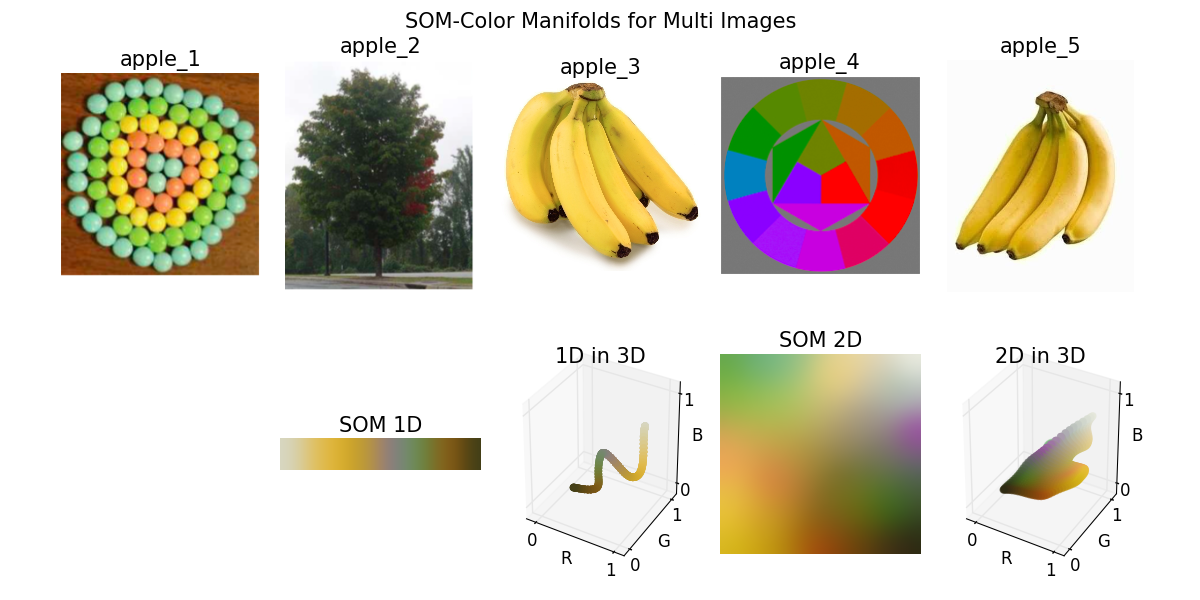 SOM-Color Manifolds for Multi Images
apple_1
apple_2
apple_3
apple_4
apple_5
SOM 1D
1D in 3D
1
B
0
1
G
0
R
0
1
SOM 2D
2D in 3D
1
B
0
1
G
0
R
0
1